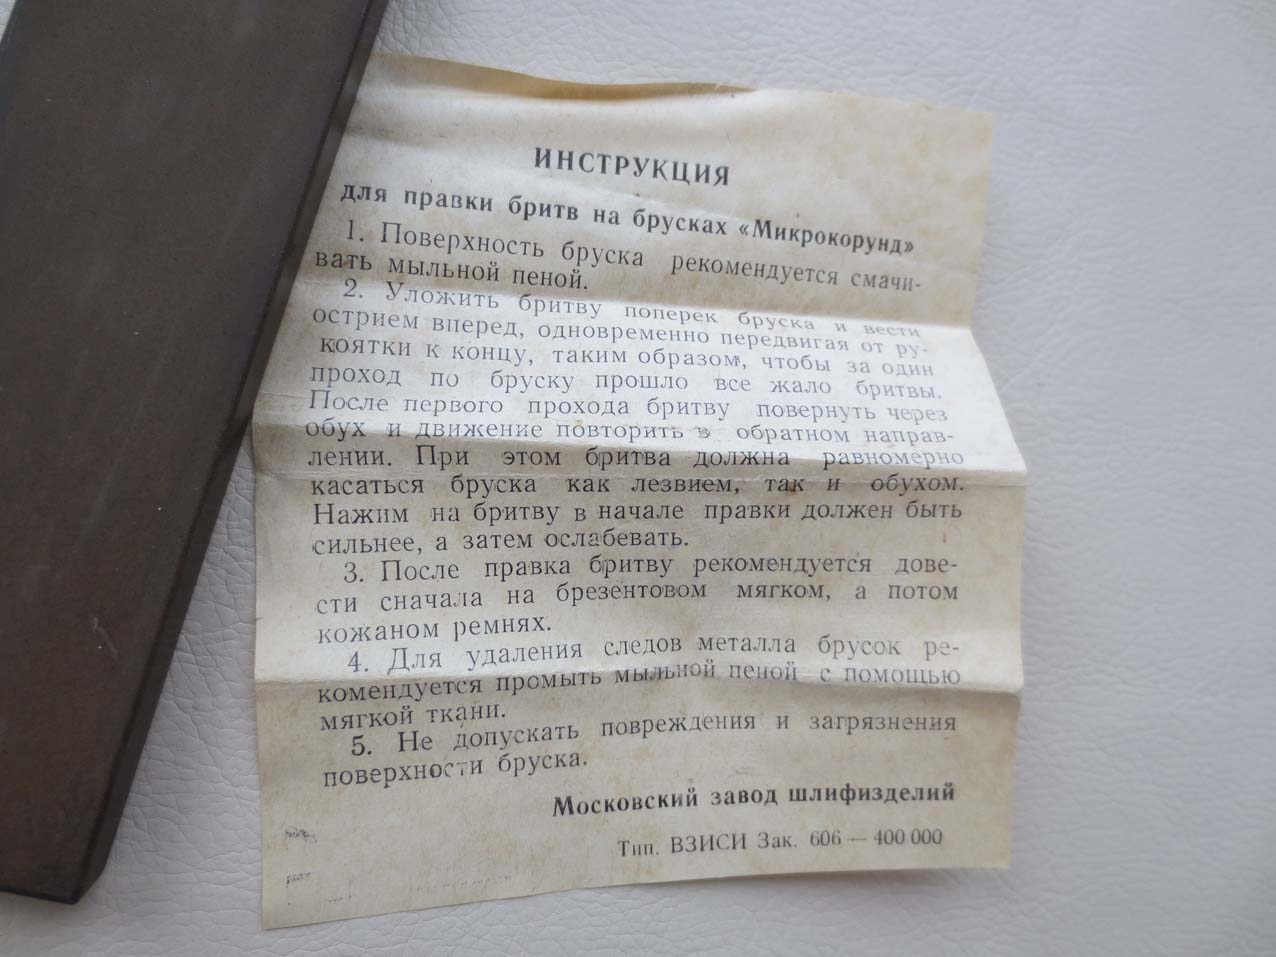 ИНСТРУКЦИЯ
для правки бритв на брусках «Микрокорунд»
1. Поверхность бруска рекомендуется смачи-
вать мыльной пеной.
2. Уложить бритву поперек бруска и вести
острием вперед, одновременно передвигая от ру-
коятки к концу, таким образом, чтобы за один
проход по бруску прошло все жало бритвы.
После первого прохода бритву повернуть через
обух и движение повторить в обратном направ-
лении. При этом бритва должна равномерно
касаться бруска как лезвием, так и обухом.
Нажим на бритву в начале правки должен быть
сильнее, а затем ослабевать.
3. После правка бритву рекомендуется дове-
сти сначала на брезентовом мягком, а потом
кожаном ремнях.
4. Для удаления следов металла брусок ре-
комендуется промыть мыльной пеной с помощью
мягкой ткани.
5. Не допускать повреждения и загрязнения
поверхности бруска.
Московский завод шлифизделий
Тип. ВЗИСИ Зак. 606 — 400 000